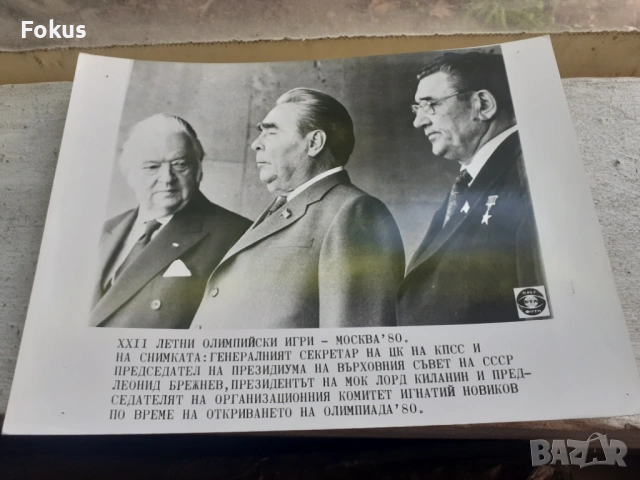 Fokus
XXII ЛЕТНИ ОЛИМПИЙСКИ ИГРИ - МОСКВА'80.
НА СНИМКАТА:ГЕНЕРАЛНИЯТ СЕКРЕТАР НА ЦК НА КПСС И
ПРЕДСЕДАТЕЛ НА ПРЕЗИДИУМА НА ВЪРХОВНИЯ СЪВЕТ НА СССР
ЛЕОНИД БРЕЖНЕВ,ПРЕЗИДЕНТЪТ НА МОК ЛОРД КИЛАНИН И ПРЕД-
СЕДАТЕЛЯТ НА ОРГАНИЗАЦИОННИЯ КОМИТЕТ ИГНАТИЙ НОВИКОВ
ПО ВРЕМЕ НА ОТКРИВАНЕТО НА ОЛИМПИАДА'80.
BAZAR